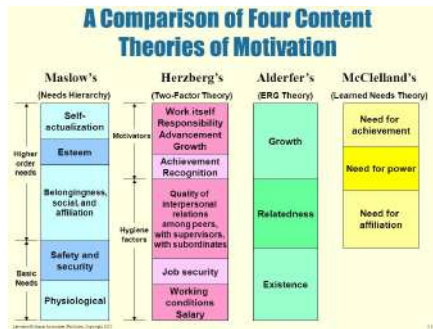 A Comparison of Four Content
Theories of Motivation
Maslow's
(Needs Hierarchy)
Herzberg's
(Two-Factor Theory)
Alderfer's
(ERG Theory)
McClelland's
(Learned Needs Theory)
Higher
order
needs
Basic
Needs
Self-
actualization
Esteem
Belongingness,
social, and
affiliation
Safety and
security
Physiological
Motivators
Hygiene
factors
Work itself
Responsibility
Advancement
Growth
Achievement
Recognition
Quality of
interpersonal
relations
among peers,
with supervisors,
with subordinates
Job security
Working
conditions
Salary
Growth
Relatedness
Existence
Need for
achievement
Need for power
Need for
affiliation